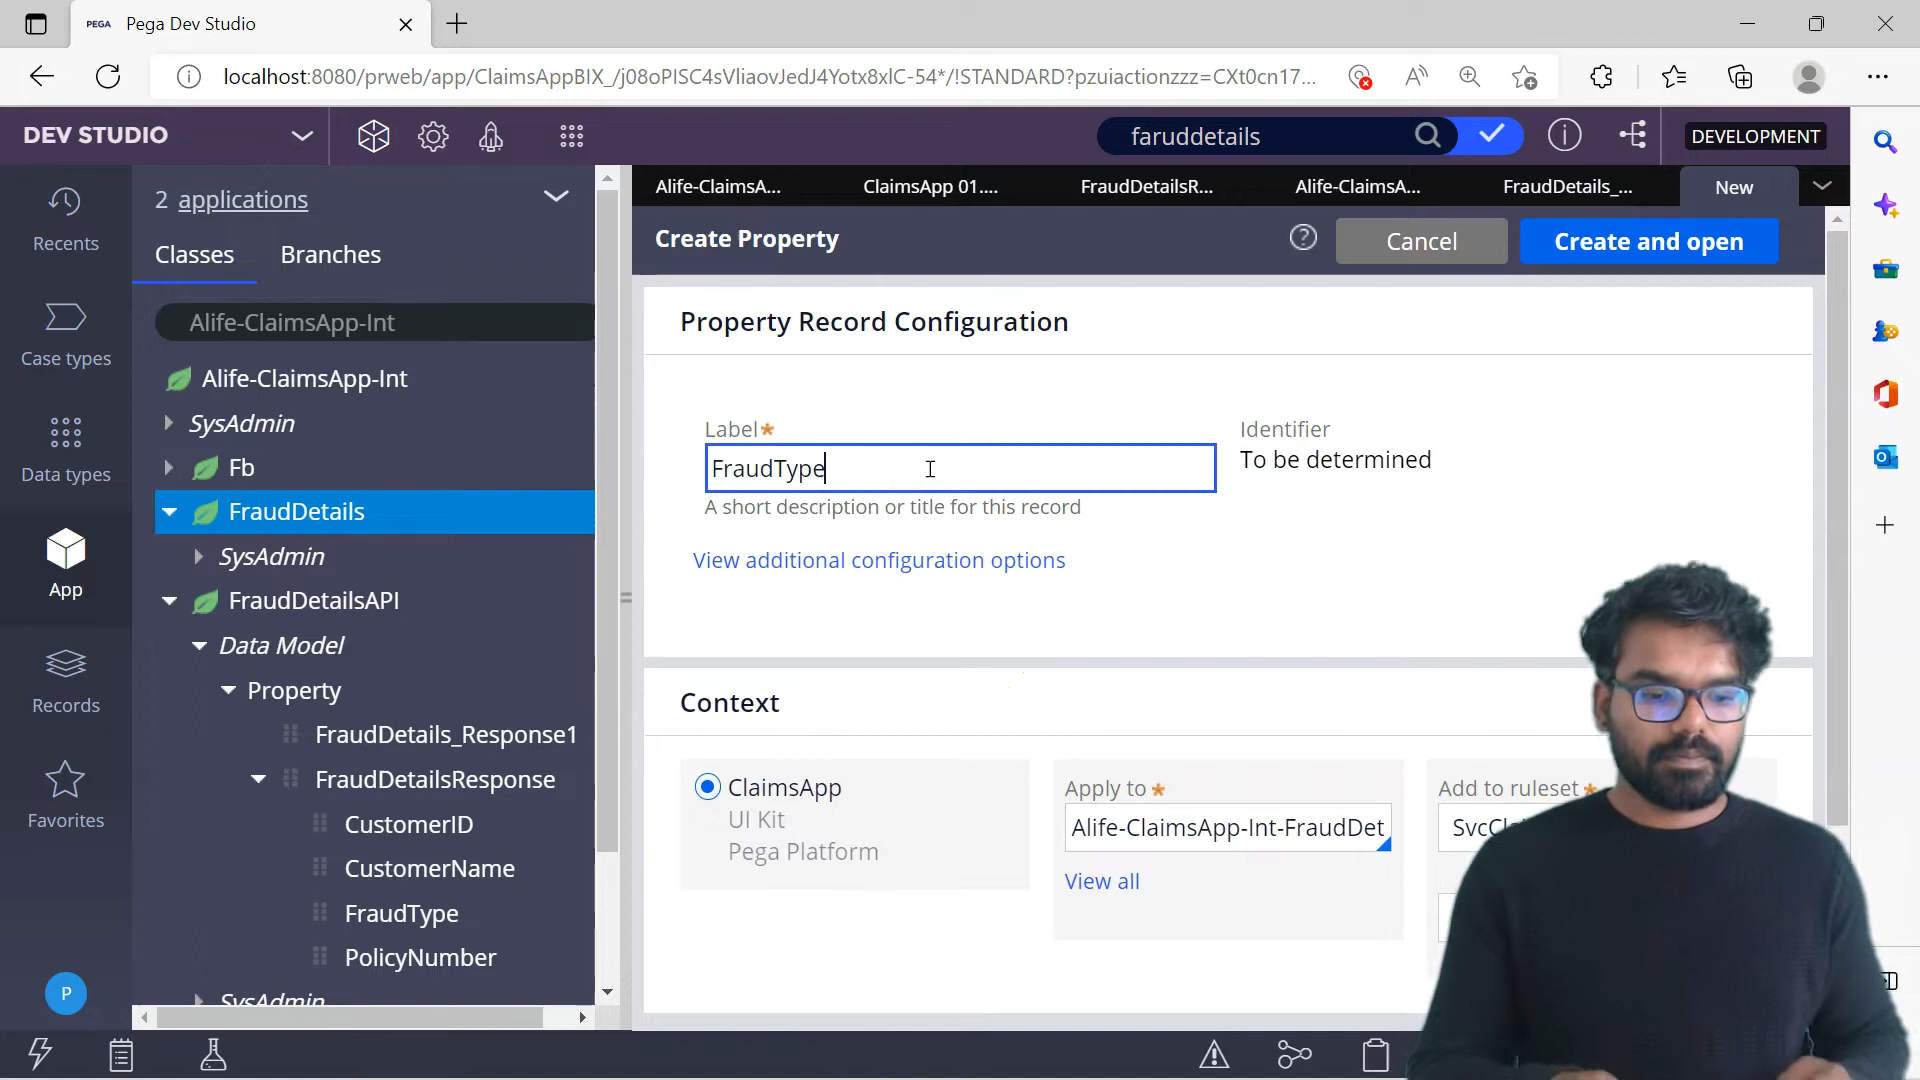 PEGA Pega Dev Studio
localhost:8080/prweb/app/ClaimsAppBIX_/j08oPISC4sVliaovJedJ4Yotx8xlC-54*/!STANDARD?pzuiactionzzz=CXt0cn17...
DEV STUDIO
faruddetails
DEVELOPMENT
Recents
Case types
Data types
App
Records
Favorites
P
2 applications
Classes Branches
Alife-ClaimsApp-Int
Alife-ClaimsApp-Int
SysAdmin
Fb
FraudDetails
SysAdmin
FraudDetailsAPI
Data Model
Property
FraudDetails_Response1
FraudDetailsResponse
CustomerID
CustomerName
FraudType
PolicyNumber
SysAdmin
Alife-ClaimsA... ClaimsApp 01.... FraudDetailsR... Alife-ClaimsA... FraudDetails_... New
Create Property
Cancel Create and open
Property Record Configuration
Label*
FraudType
A short description or title for this record
Identifier
To be determined
View additional configuration options
Context
ClaimsApp
UI Kit
Pega Platform
Apply to *
Alife-ClaimsApp-Int-FraudDet
View all
Add to ruleset *